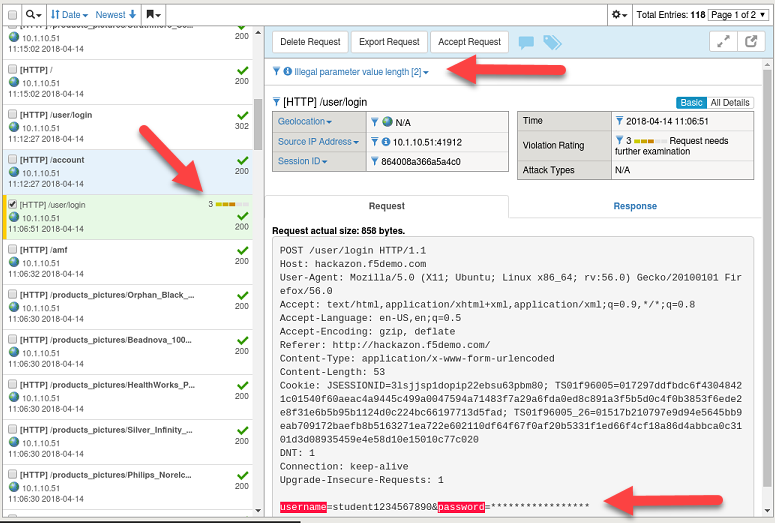 Date Newest
Total Entries: 118 Page 1 of 2
11:15:02 2018-04-14
10.1.10.51
200
[HTTP] /
10.1.10.51
11:15:02 2018-04-14
200
[HTTP] /user/login
10.1.10.51
11:12:27 2018-04-14
302
[HTTP] /account
10.1.10.51
11:12:27 2018-04-14
200
[HTTP] /user/login
3
10.1.10.51
11:06:51 2018-04-14
200
[HTTP] /amf
10.1.10.51
11:06:32 2018-04-14
200
[HTTP] /products_pictures/Orphan_Black_...
10.1.10.51
11:06:30 2018-04-14
200
[HTTP] /products_pictures/Beadnova_100...
10.1.10.51
11:06:30 2018-04-14
200
[HTTP] /products_pictures/HealthWorks_P...
10.1.10.51
11:06:30 2018-04-14
200
[HTTP] /products_pictures/Silver_Infinity_...
10.1.10.51
11:06:30 2018-04-14
200
[HTTP] /products_pictures/Philips_Norelc...
10.1.10.51
11:06:30 2018-04-14
200
Delete Request Export Request Accept Request
Illegal parameter value length [2]
[HTTP] /user/login
Basic All Details
Geolocation N/A
Source IP Address 10.1.10.51:41912
Session ID 864008a366a5a4c0
Time 2018-04-14 11:06:51
Violation Rating 3 Request needs
further examination
Attack Types N/A
Request Response
Request actual size: 858 bytes.
POST /user/login HTTP/1.1
Host: hackazon.f5demo.com
User-Agent: Mozilla/5.0 (X11; Ubuntu; Linux x86_64; rv:56.0) Gecko/20100101 Fir
efox/56.0
Accept: text/html,application/xhtml+xml,application/xml;q=0.9,*/*;q=0.8
Accept-Language: en-US,en;q=0.5
Accept-Encoding: gzip, deflate
Referer: http://hackazon.f5demo.com/
Content-Type: application/x-www-form-urlencoded
Content-Length: 53
Cookie: JSESSIONID=3lsjjsp1dopip22ebsu63pbm80; TS01f96005=017297ddfbdc6f4304842
1c01540f60aeac4a9445c499a0047594a71483f7a29a6fda0ed8c891a3f5b5d0c4f0b3853f6ede2
e8f31e6b5b95b1124d0c224bc66197713d5fad; TS01f96005_26=01517b210797e9d94e5645bb9
eab709172baefb8b5163271ea722e602110df64f67f0af20b5331f1ed66f4cf18a86d4abbca0c31
01d3d08935459e4e58d10e15010c77c020
DNT: 1
Connection: keep-alive
Upgrade-Insecure-Requests: 1
username=student1234567890&password=*****************